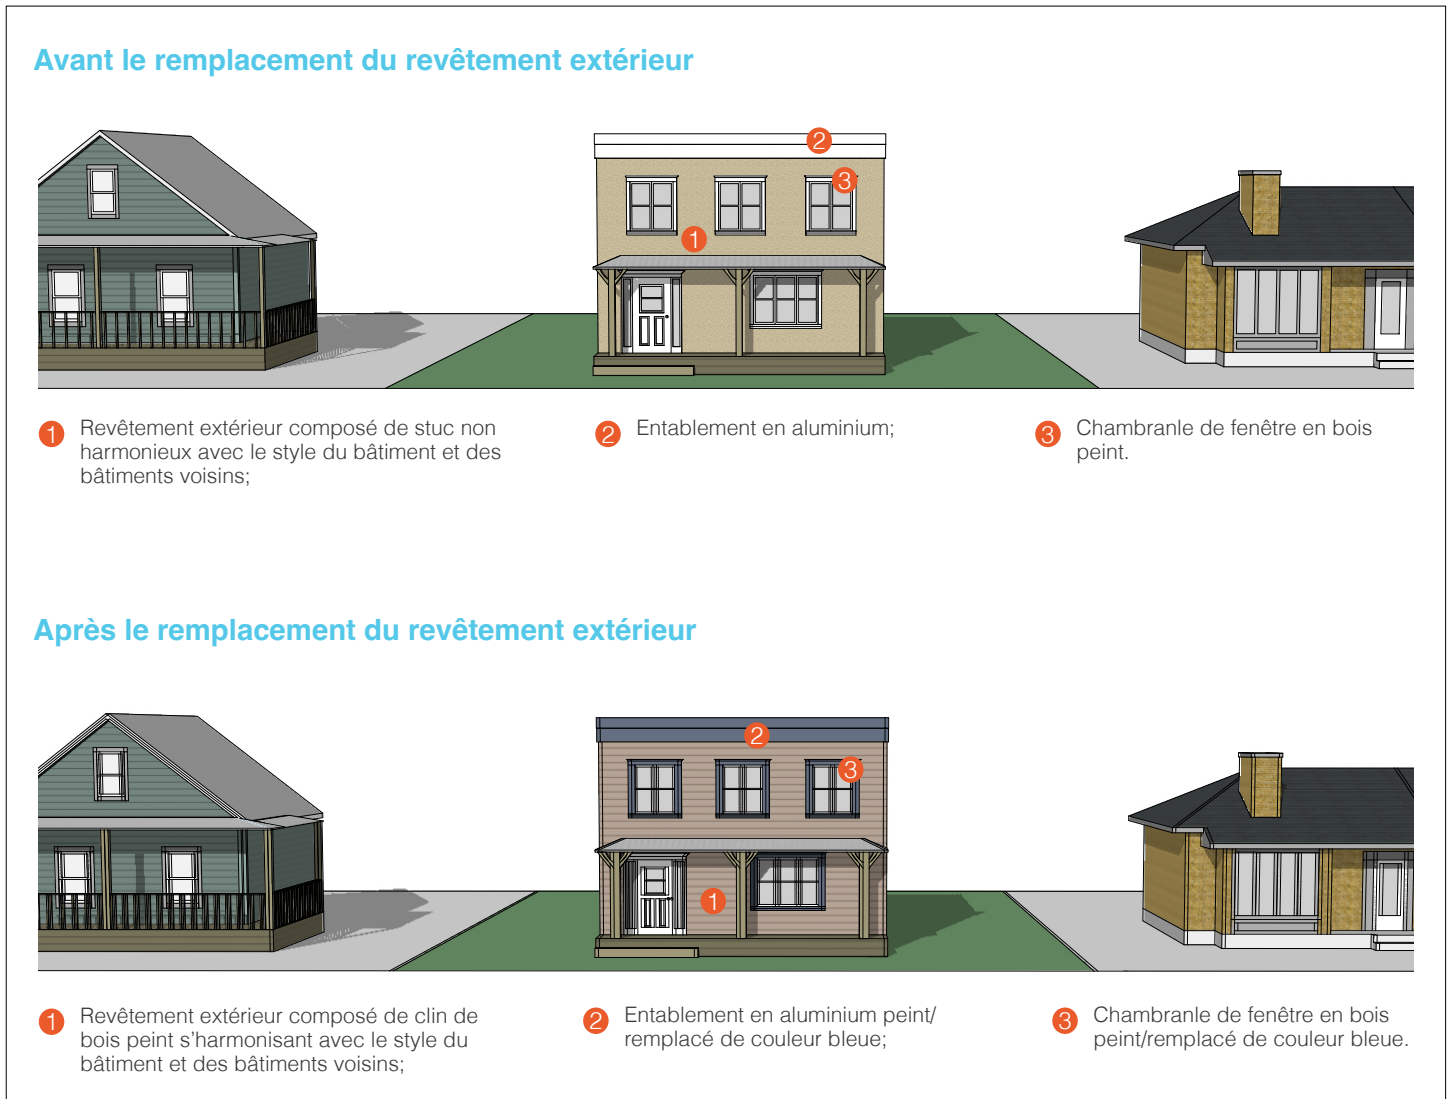 Avant le remplacement du revêtement extérieur
2
3
1
1 Revêtement extérieur composé de stuc non
harmonieux avec le style du bâtiment et des
bâtiments voisins;
2 Entablement en aluminium;
3 Chambranle de fenêtre en bois
peint.
Après le remplacement du revêtement extérieur
2
3
1
1 Revêtement extérieur composé de clin de
bois peint s’harmonisant avec le style du
bâtiment et des bâtiments voisins;
2 Entablement en aluminium peint/
remplacé de couleur bleue;
3 Chambranle de fenêtre en bois
peint/remplacé de couleur bleue.